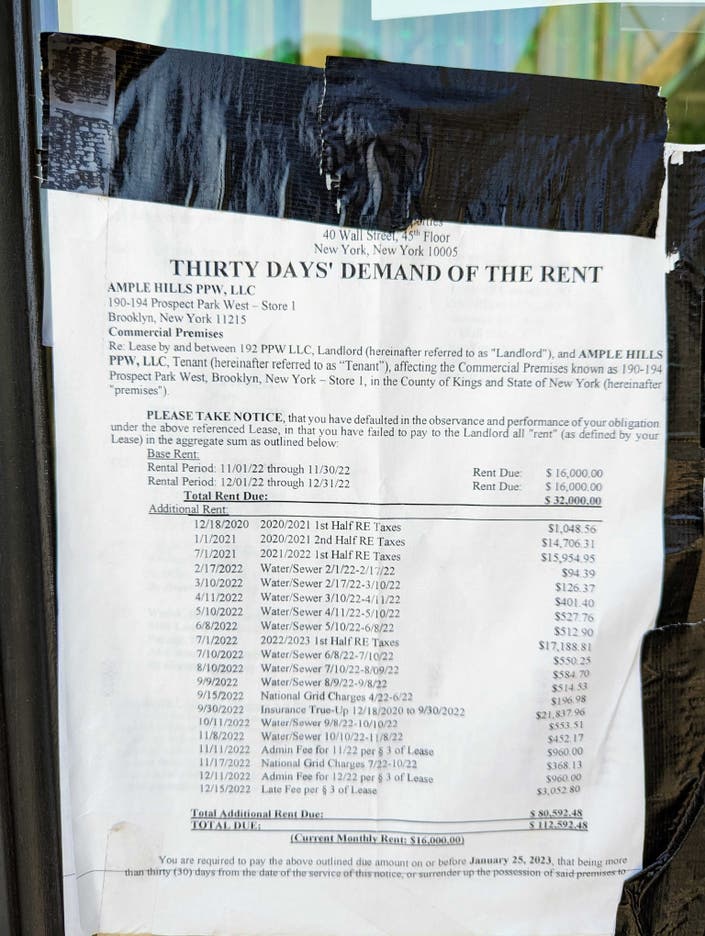 40 Wall Street, 45th Floor
New York, New York 10005
THIRTY DAYS' DEMAND OF THE RENT
AMPLE HILLS PPW, LLC
190-194 Prospect Park West – Store 1
Brooklyn, New York 11215
Commercial Premises
Re: Lease by and between 192 PPW LLC, Landlord (hereinafter referred to as "Landlord"), and AMPLE HILLS
PPW, LLC, Tenant (hereinafter referred to as “Tenant”), affecting the Commercial Premises known as 190-194
Prospect Park West, Brooklyn, New York – Store 1, in the County of Kings and State of New York (hereinafter
"premises").
PLEASE TAKE NOTICE, that you have defaulted in the observance and performance of your obligation
under the above referenced Lease, in that you have failed to pay to the Landlord all "rent" (as defined by your
Lease) in the aggregate sum as outlined below:
Base Rent:
Rental Period: 11/01/22 through 11/30/22 Rent Due: $ 16,000.00
Rental Period: 12/01/22 through 12/31/22 Rent Due: $ 16,000.00
Total Rent Due: $ 32,000.00
Additional Rent:
12/18/2020 2020/2021 1st Half RE Taxes $1,048.56
1/1/2021 2020/2021 2nd Half RE Taxes $14,706.31
7/1/2021 2021/2022 1st Half RE Taxes $15,954.95
2/17/2022 Water/Sewer 2/1/22-2/17/22 $94.39
3/10/2022 Water/Sewer 2/17/22-3/10/22 $126.37
4/11/2022 Water/Sewer 3/10/22-4/11/22 $401.40
5/10/2022 Water/Sewer 4/11/22-5/10/22 $527.76
6/8/2022 Water/Sewer 5/10/22-6/8/22 $512.90
7/1/2022 2022/2023 1st Half RE Taxes $17,188.81
7/10/2022 Water/Sewer 6/8/22-7/10/22 $550.25
8/10/2022 Water/Sewer 7/10/22-8/09/22 $584.70
9/9/2022 Water/Sewer 8/9/22-9/8/22 $514.53
9/15/2022 National Grid Charges 4/22-6/22 $196.98
9/30/2022 Insurance True-Up 12/18/2020 to 9/30/2022 $21,837.96
10/11/2022 Water/Sewer 9/8/22-10/10/22 $553.51
11/8/2022 Water/Sewer 10/10/22-11/8/22 $452.17
11/11/2022 Admin Fee for 11/22 per § 3 of Lease $960.00
11/17/2022 National Grid Charges 7/22-10/22 $368.13
12/11/2022 Admin Fee for 12/22 per § 3 of Lease $960.00
12/15/2022 Late Fee per § 3 of Lease $3,052.80
Total Additional Rent Due: $ 80,592.48
TOTAL DUE: $ 112,592.48
(Current Monthly Rent: $16,000.00)
You are required to pay the above outlined due amount on or before January 25, 2023, that being more
than thirty (30) days from the date of the service of this notice, or surrender up the possession of said premises to